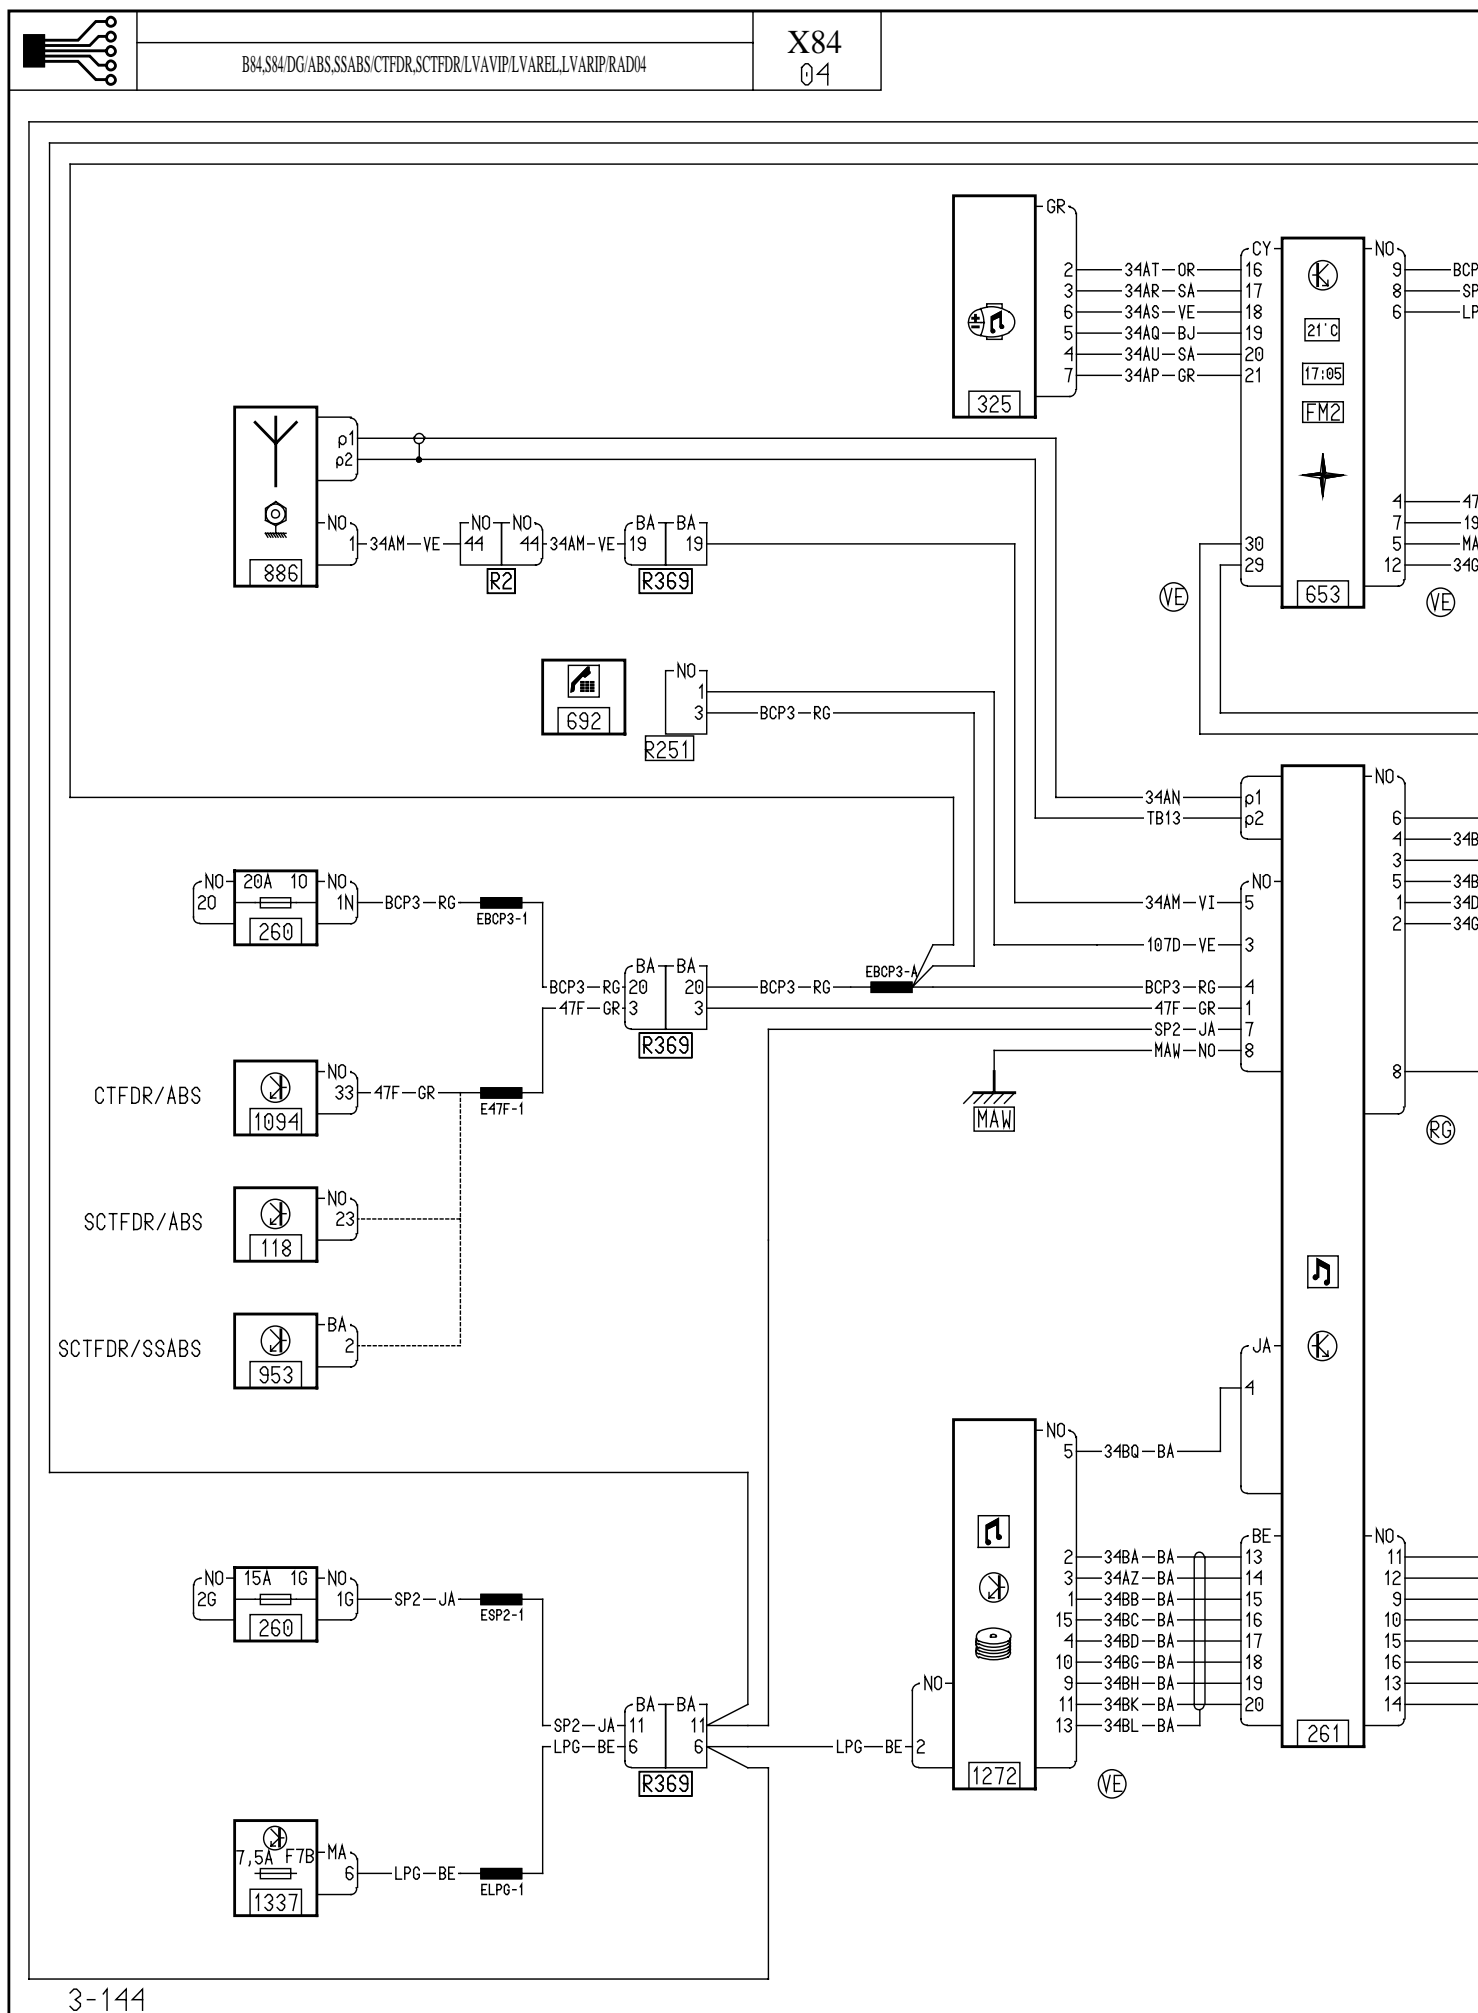 B84,S84/DG/ABS,SSABS/CTFDR,SCTFDR/LVAVIP/LVAREL,LVARIP/RAD04
X84
04
GR
2 34AT OR 16
3 34AR SA 17
6 34AS VE 18
5 34AQ BJ 19
4 34AU SA 20
7 34AP GR 21
325
CY
NO
9 BCP
8 SP
6 LP
21°C
17:05
FM2
4 47
7 19
5 MA
12 34G
30
29
653
VE
VE
p1
p2
NO
1 34AM VE 44
NO NO
44 34AM VE 19
BA BA
19
886
R2
R369
692
NO
1
3 BCP3 RG
R251
34AN p1
TB13 p2
NO
6
4 34B
3
5 34B
1 34D
2 34G
8
RG
NO 20A 10 NO
20 1N BCP3 RG
EBCP3-1
260
NO
34AM VI 5
107D VE 3
BCP3 RG 4
47F GR 1
SP2 JA 7
MAW NO 8
BA BA
BCP3 RG 20 20 BCP3 RG
47F GR 3 3
EBCP3-A
R369
MAW
CTFDR/ABS
NO
33 47F GR
E47F-1
1094
SCTFDR/ABS
NO
23
118
SCTFDR/SSABS
BA
2
953
JA
4
NO
5 34BQ BA
BE
2 34BA BA 13
3 34AZ BA 14
1 34BB BA 15
15 34BC BA 16
4 34BD BA 17
10 34BG BA 18
9 34BH BA 19
11 34BK BA 20
13 34BL BA
NO
11
12
9
10
15
16
13
14
261
NO 15A 1G NO
2G 1G SP2 JA
ESP2-1
260
BA BA
SP2 JA 11 11
LPG BE 6 6
R369
NO
LPG BE 2
1272
VE
7,5A F7B MA
6 LPG BE
ELPG-1
1337
3-144